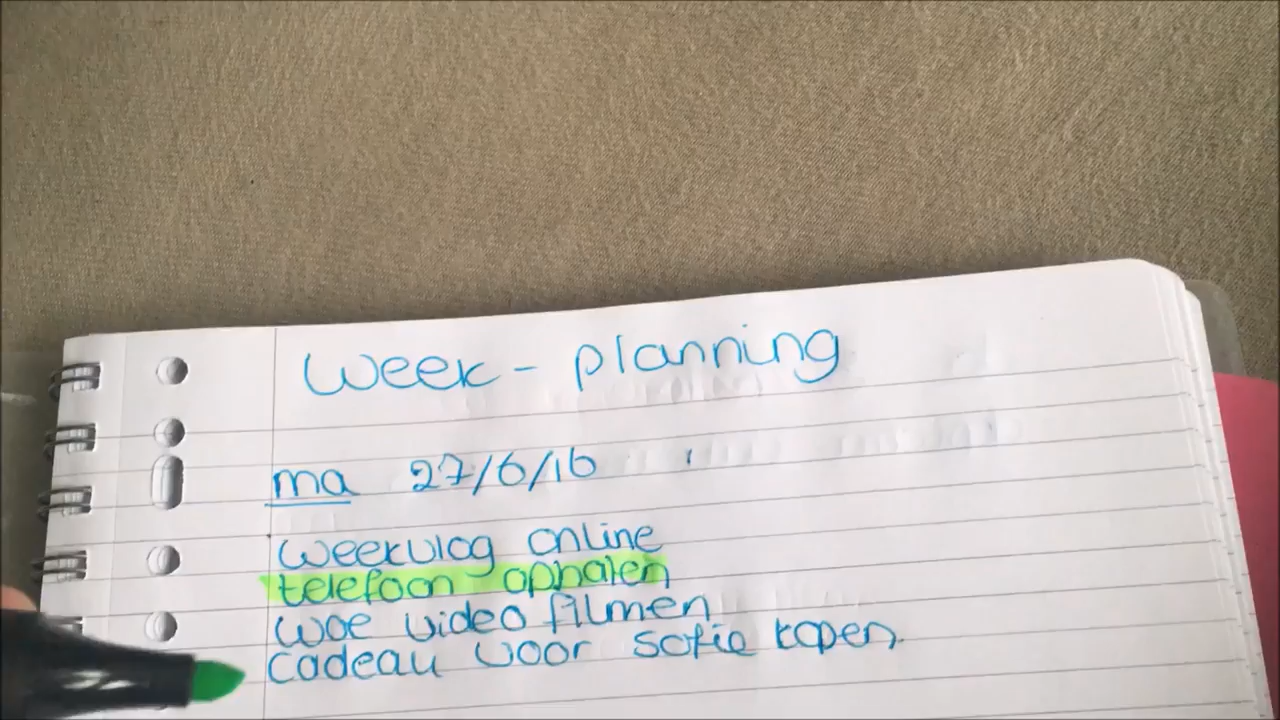 week - planning
ma 27/6/16
weekvlog online
telefoon ophalen
woe video filmen
cadeau voor sofie kopen